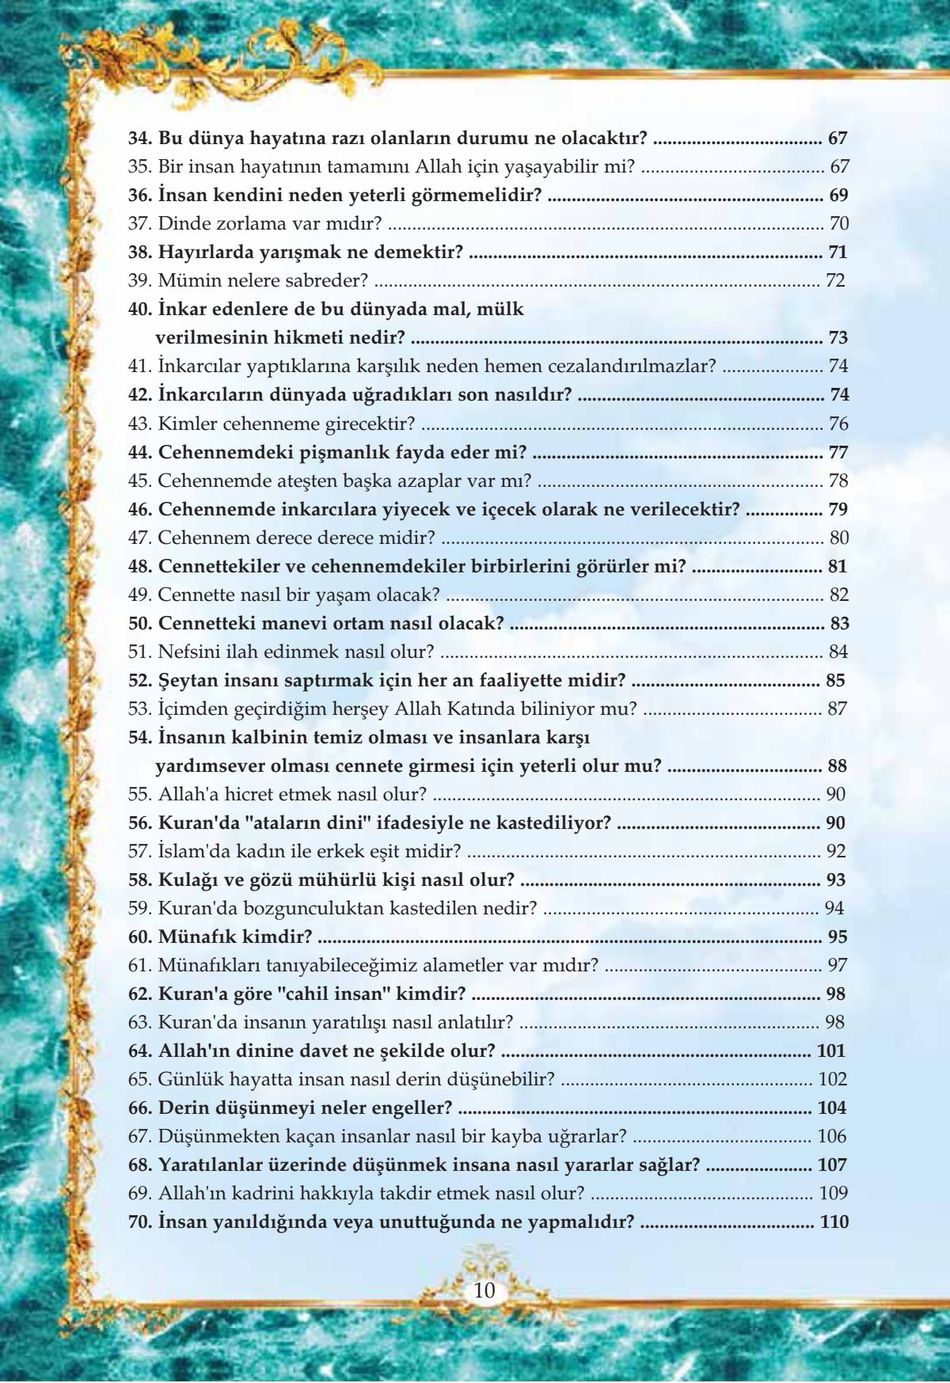 34. Bu dünya hayatına razı olanların durumu ne olacaktır? ................................... 67
35. Bir insan hayatının tamamını Allah için yaşayabilir mi? ...................................... 67
36. İnsan kendini neden yeterli görmemelidir? ......................................................... 69
37. Dinde zorlama var mıdır? .......................................................................................... 70
38. Hayırlarda yarışmak ne demektir? ......................................................................... 71
39. Mümin nelere sabreder? ............................................................................................ 72
40. İnkar edenlere de bu dünyada mal, mülk
verilmesinin hikmeti nedir? ..................................................................................... 73
41. İnkarcılar yaptıklarına karşılık neden hemen cezalandırılmazlar? ..................... 74
42. İnkarcıların dünyada uğradıkları son nasıldır? ................................................... 74
43. Kimler cehenneme girecektir? ................................................................................... 76
44. Cehennemdeki pişmanlık fayda eder mi? ............................................................ 77
45. Cehennemde ateşten başka azaplar var mı? ........................................................... 78
46. Cehennemde inkarcılara yiyecek ve içecek olarak ne verilecektir? ................ 79
47. Cehennem derece derece midir? ............................................................................... 80
48. Cennettekiler ve cehennemdekiler birbirlerini görürler mi? ........................... 81
49. Cennette nasıl bir yaşam olacak? .............................................................................. 82
50. Cennetteki manevi ortam nasıl olacak? ................................................................. 83
51. Nefsini ilah edinmek nasıl olur? ............................................................................... 84
52. Şeytan insanı saptırmak için her an faaliyette midir? ....................................... 85
53. İçimden geçirdiğim herşey Allah Katında biliniyor mu? ..................................... 87
54. İnsanın kalbinin temiz olması ve insanlara karşı
yardımsever olması cennete girmesi için yeterli olur mu? ................................ 88
55. Allah'a hicret etmek nasıl olur? ................................................................................ 90
56. Kuran'da "ataların dini" ifadesiyle ne kastediliyor? .......................................... 90
57. İslam'da kadın ile erkek eşit midir? ......................................................................... 92
58. Kulağı ve gözü mühürlü kişi nasıl olur? .............................................................. 93
59. Kuran'da bozgunculuktan kastedilen nedir? ......................................................... 94
60. Münafık kimdir? ........................................................................................................ 95
61. Münafıkları tanıyabileceğimiz alametler var mıdır? ............................................. 97
62. Kuran'a göre "cahil insan" kimdir? ........................................................................ 98
63. Kuran'da insanın yaratılışı nasıl anlatılır? .............................................................. 98
64. Allah'ın dinine davet ne şekilde olur? ................................................................ 101
65. Günlük hayatta insan nasıl derin düşünebilir? .................................................... 102
66. Derin düşünmeyi neler engeller? ......................................................................... 104
67. Düşünmekten kaçan insanlar nasıl bir kayba uğrarlar? ..................................... 106
68. Yaratılanlar üzerinde düşünmek insana nasıl yararlar sağlar? ...................... 107
69. Allah'ın kadrini hakkıyla takdir etmek nasıl olur? .............................................. 109
70. İnsan yanıldığında veya unuttuğunda ne yapmalıdır? .................................... 110
10